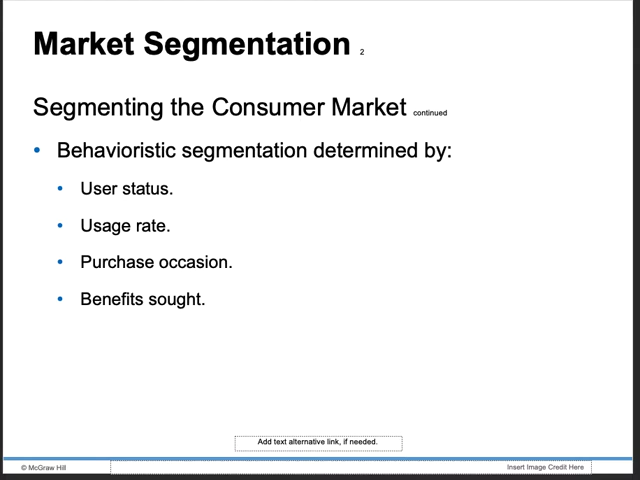 Market Segmentation 2
Segmenting the Consumer Market continued
• Behavioristic segmentation determined by:
• User status.
• Usage rate.
• Purchase occasion.
• Benefits sought.
Add text alternative link, if needed.
© McGraw Hill
Insert Image Credit Here